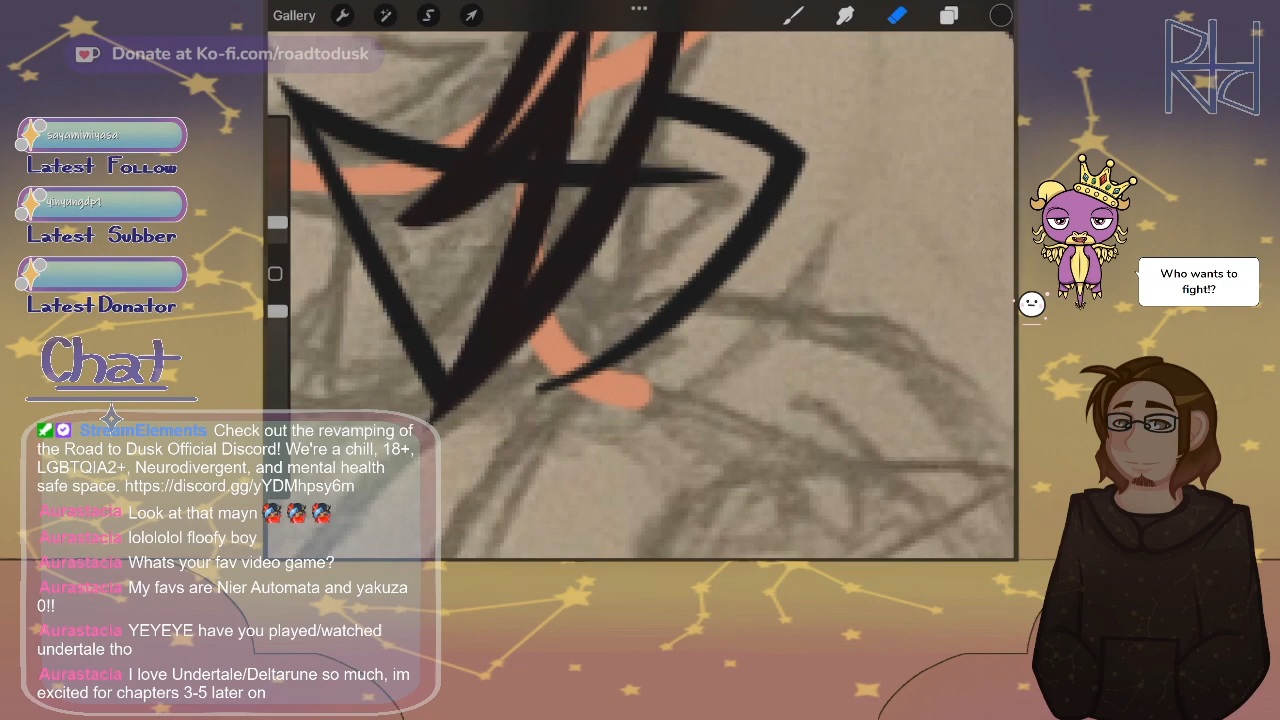 Gallery
Donate at Ko-fi.com/roadtodusk
sayamimiyasa
Latest Follow
yinyangdp1
Latest Subber
Latest Donator
Chat
StreamElements Check out the revamping of
the Road to Dusk Official Discord! We're a chill, 18+,
LGBTQIA2+, Neurodivergent, and mental health
safe space. https://discord.gg/yYDMhpsy6m
Aurastacia Look at that mayn
Aurastacia lolololol floofy boy
Aurastacia Whats your fav video game?
Aurastacia My favs are Nier Automata and yakuza
0!!
Aurastacia YEYEYE have you played/watched
undertale tho
Aurastacia I love Undertale/Deltarune so much, im
excited for chapters 3-5 later on
Who wants to
fight!?